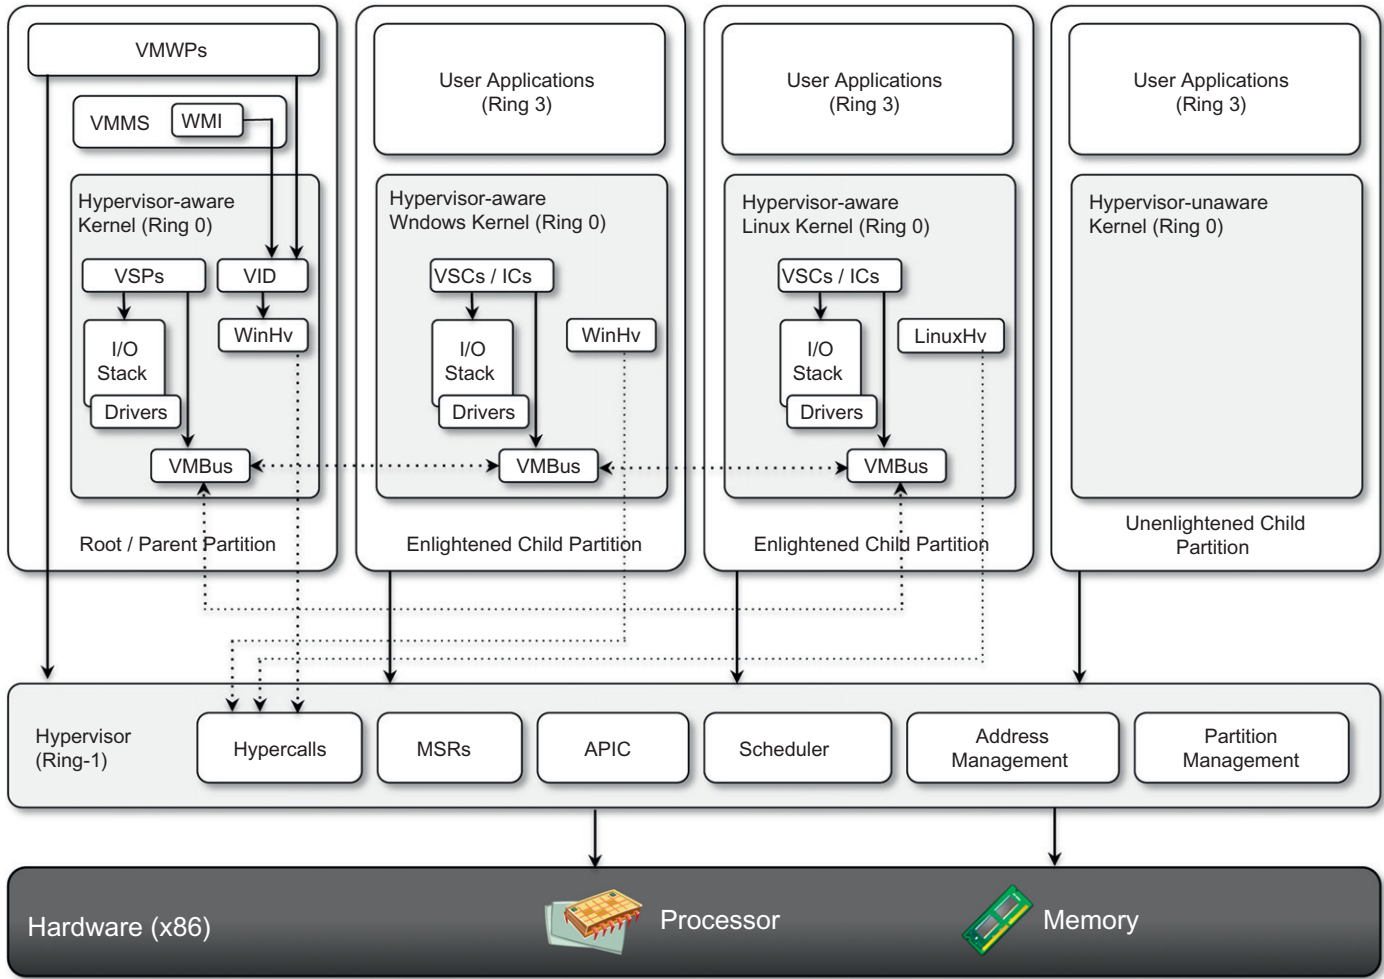 VMWPs
VMMS
WMI
Hypervisor-aware
Kernel (Ring 0)
VSPs
VID
I/O
Stack
Drivers
WinHv
VMBus
Root / Parent Partition
User Applications
(Ring 3)
Hypervisor-aware
Wndows Kernel (Ring 0)
VSCs / ICs
I/O
Stack
Drivers
WinHv
VMBus
Enlightened Child Partition
User Applications
(Ring 3)
Hypervisor-aware
Linux Kernel (Ring 0)
VSCs / ICs
I/O
Stack
Drivers
LinuxHv
VMBus
Enlightened Child Partition
User Applications
(Ring 3)
Hypervisor-unaware
Kernel (Ring 0)
Unenlightened Child
Partition
Hypervisor
(Ring-1)
Hypercalls
MSRs
APIC
Scheduler
Address
Management
Partition
Management
Hardware (x86)
Processor
Memory